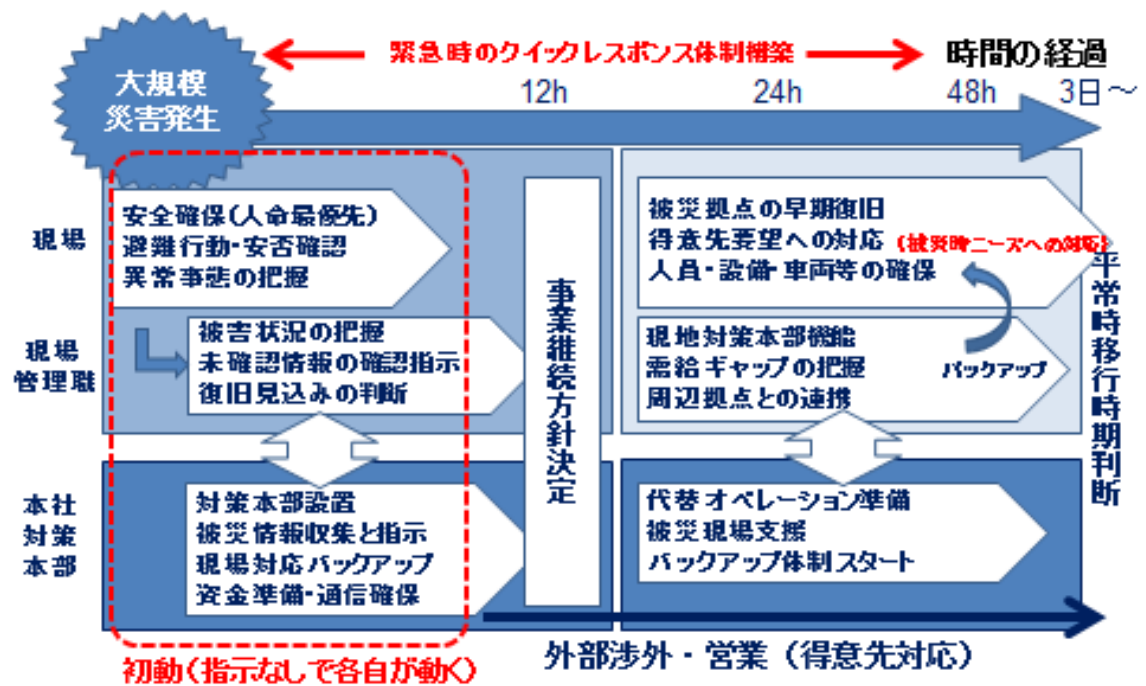 緊急時のクイックレスポンス体制構築
時間の経過
大規模
災害発生
12h
24h
48h
3日～
現場
安全確保(人命最優先)
避難行動・安否確認
異常事態の把握
現場
管理職
被害状況の把握
未確認情報の確認指示
復旧見込みの判断
本社
対策
本部
対策本部設置
被災情報収集と指示
現場対応バックアップ
資金準備・通信確保
初動(指示なしで各自が動く)
事業継続方針決定
被災拠点の早期復旧
得意先要望への対応
(被災時ニーズへの対応)
人員・設備・車両等の確保
現地対策本部機能
需給ギャップの把握
周辺拠点との連携
バックアップ
代替オペレーション準備
被災現場支援
バックアップ体制スタート
平常時移行時期判断
外部渉外・営業（得意先対応）